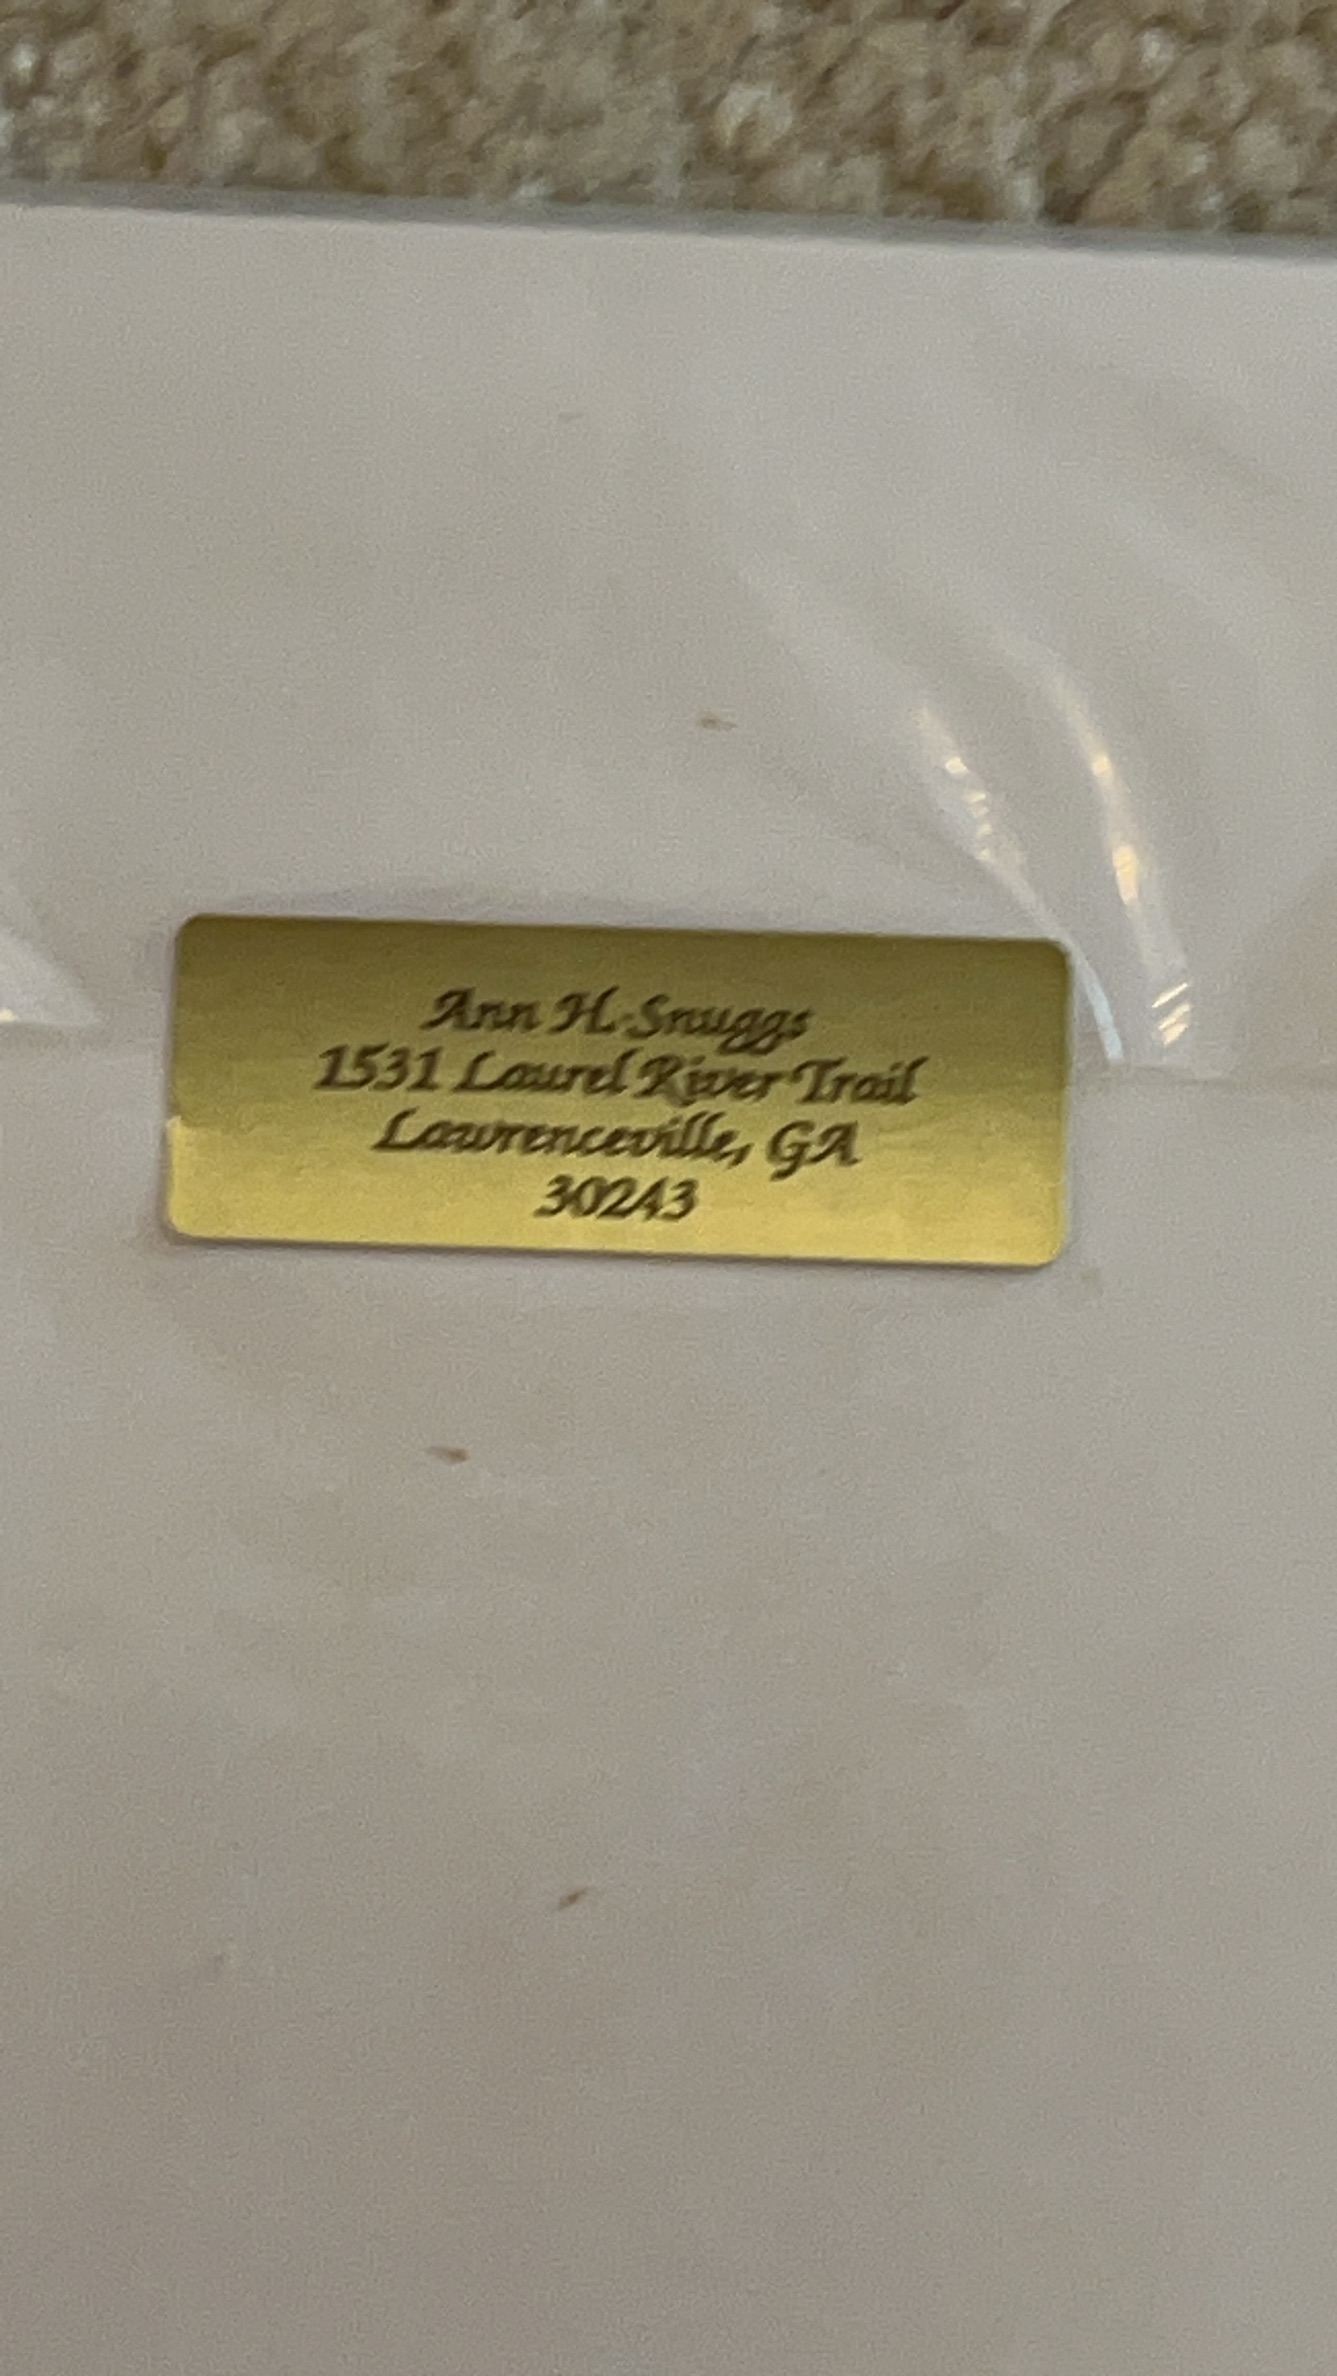 Ann H. Snuggs
1531 Laurel River Trail
Lawrenceville, GA
30243